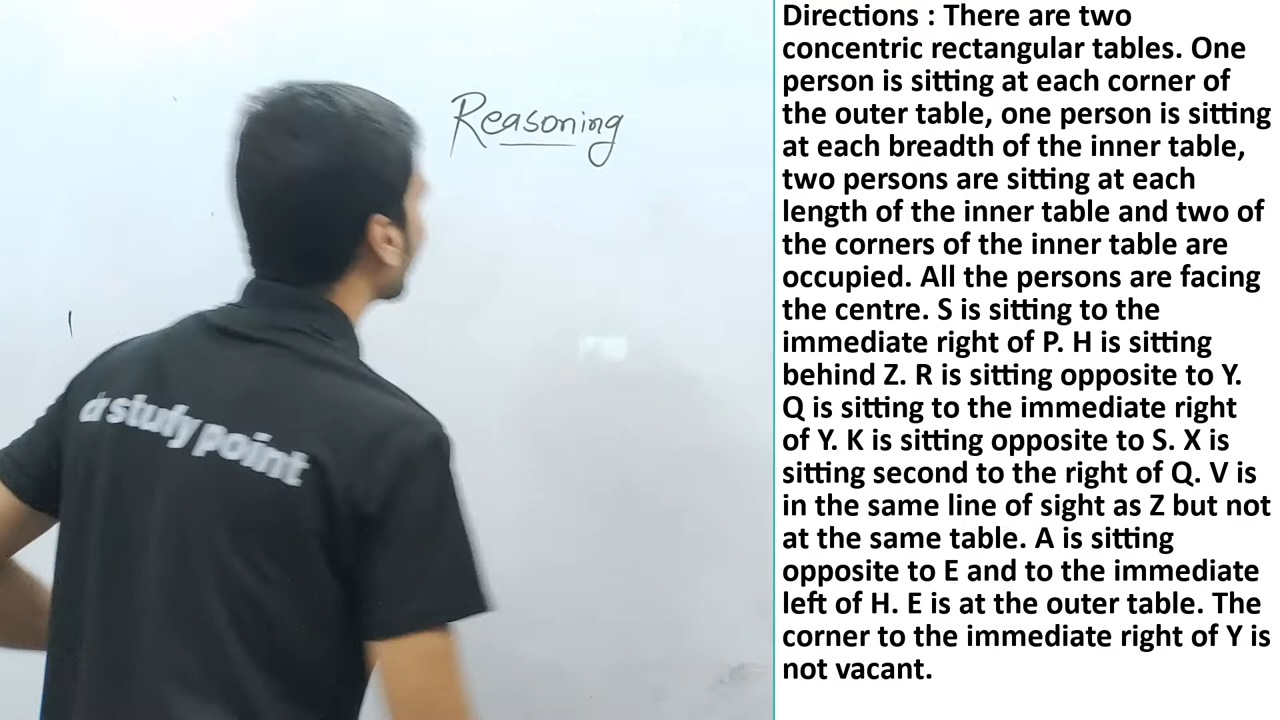 Reasoning
d study point
Directions : There are two
concentric rectangular tables. One
person is sitting at each corner of
the outer table, one person is sitting
at each breadth of the inner table,
two persons are sitting at each
length of the inner table and two of
the corners of the inner table are
occupied. All the persons are facing
the centre. S is sitting to the
immediate right of P. H is sitting
behind Z. R is sitting opposite to Y.
Q is sitting to the immediate right
of Y. K is sitting opposite to S. X is
sitting second to the right of Q. V is
in the same line of sight as Z but not
at the same table. A is sitting
opposite to E and to the immediate
left of H. E is at the outer table. The
corner to the immediate right of Y is
not vacant.